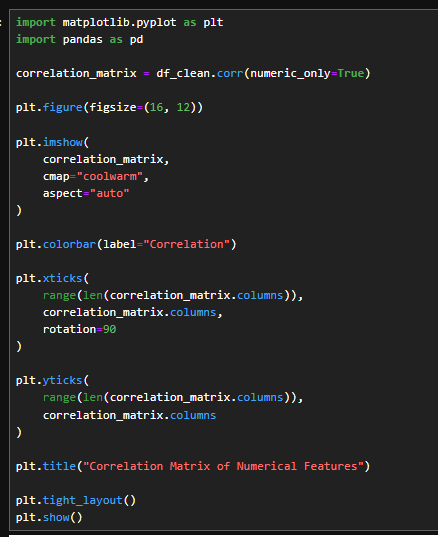 import matplotlib.pyplot as plt
import pandas as pd

correlation_matrix = df_clean.corr(numeric_only=True)

plt.figure(figsize=(16, 12))

plt.imshow(
    correlation_matrix,
    cmap="coolwarm",
    aspect="auto"
)

plt.colorbar(label="Correlation")

plt.xticks(
    range(len(correlation_matrix.columns)),
    correlation_matrix.columns,
    rotation=90
)

plt.yticks(
    range(len(correlation_matrix.columns)),
    correlation_matrix.columns
)

plt.title("Correlation Matrix of Numerical Features")

plt.tight_layout()
plt.show()